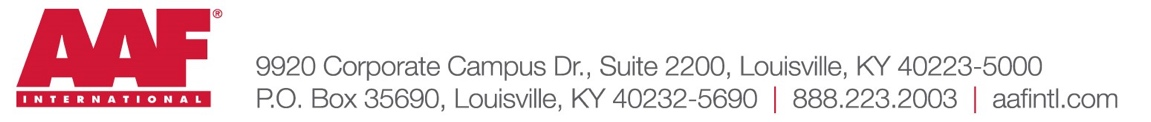 AAF®
INTERNATIONAL
9920 Corporate Campus Dr., Suite 2200, Louisville, KY 40223-5000
P.O. Box 35690, Louisville, KY 40232-5690 | 888.223.2003 | aafintl.com